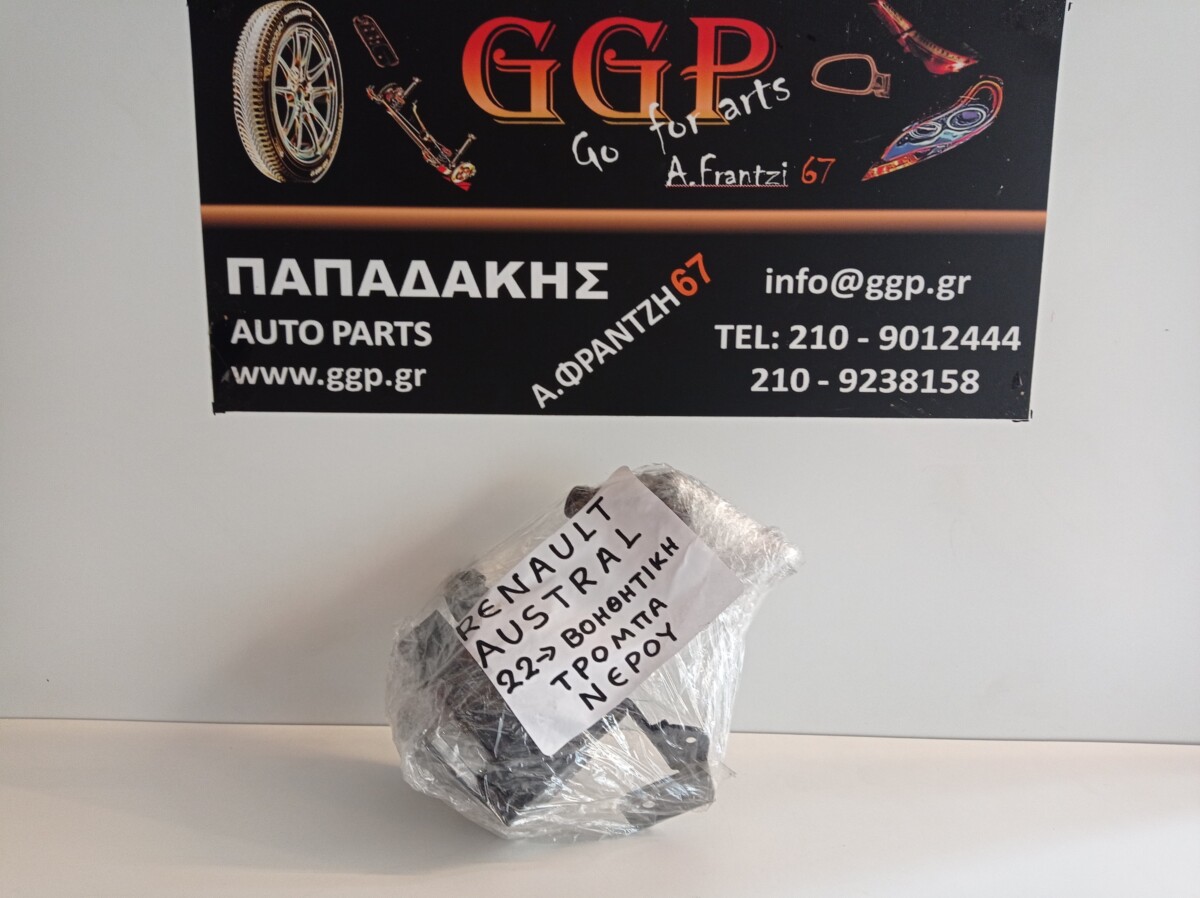 GGP
Go for arts
A.Frantzi 67
ΠΑΠΑΔΑΚΗΣ
AUTO PARTS
www.ggp.gr
Α.ΦΡΑΝΤΖΗ 67
info@ggp.gr
TEL: 210 - 9012444
210 - 9238158
RENAULT
AUSTRAL
22→ ΒΟΗΘΗΤΙΚΗ
ΤΡΟΜΠΑ
ΝΕΡΟΥ